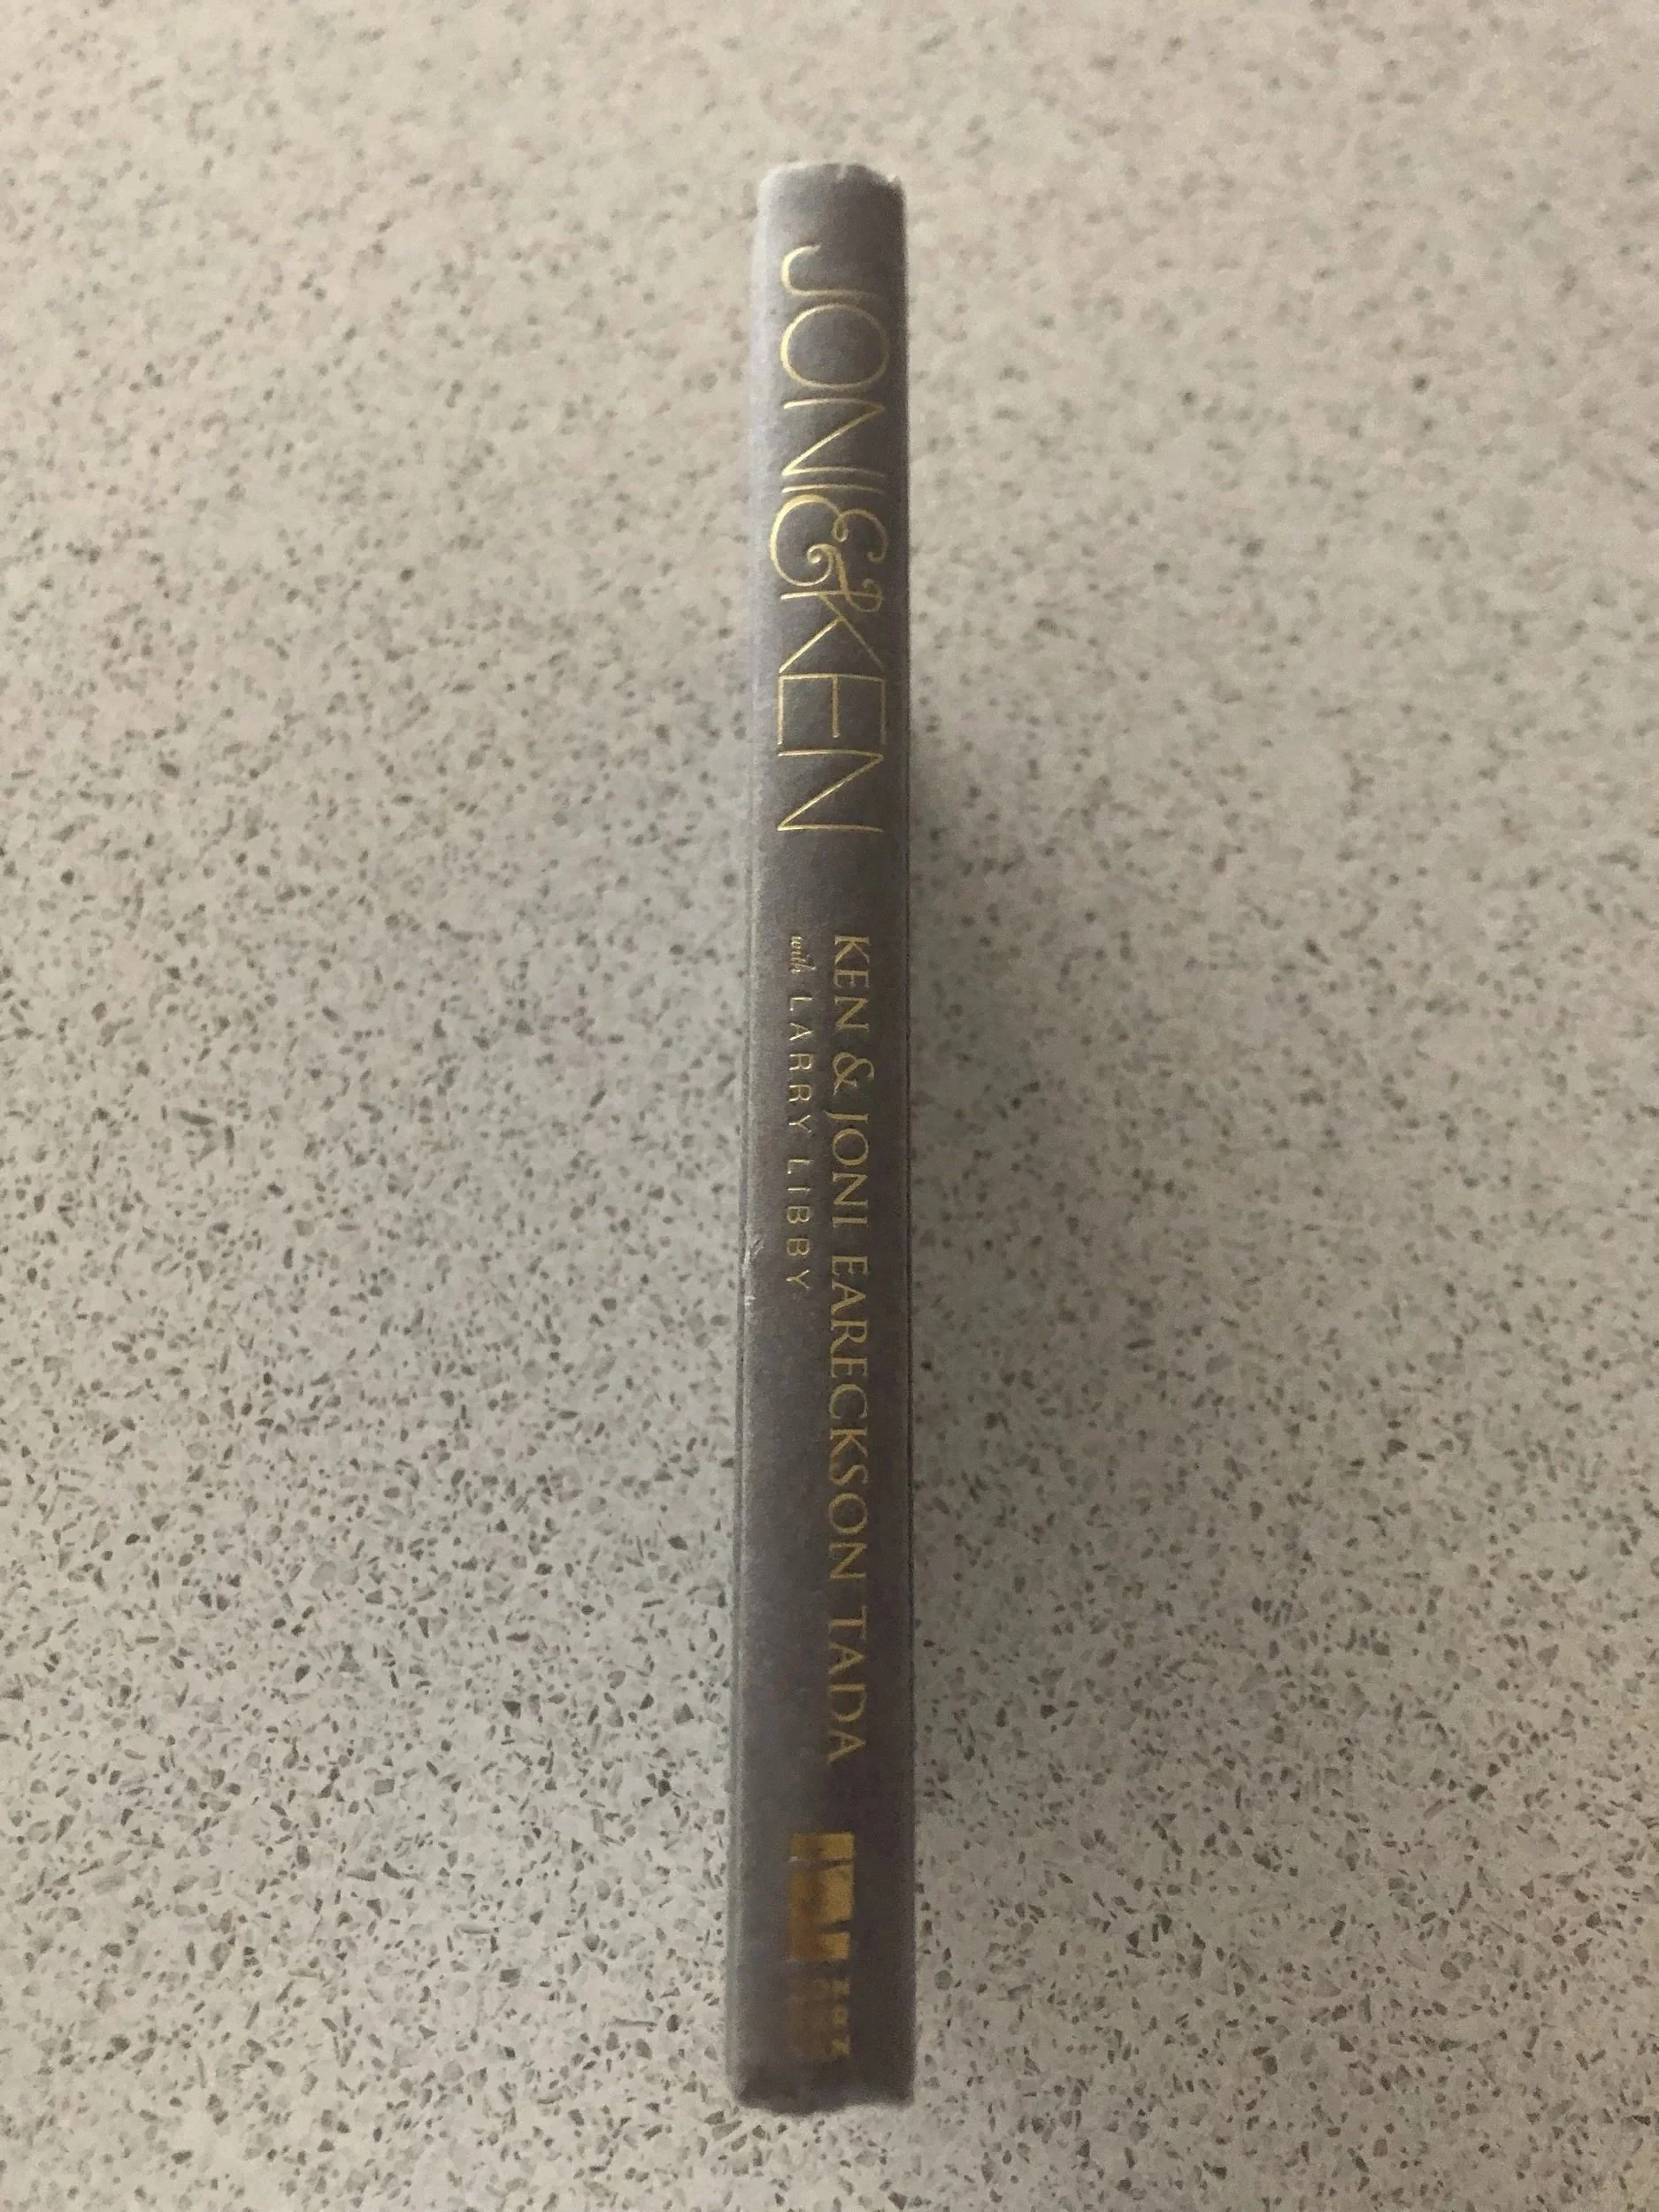 JONI & KEN
KEN & JONI EARECKSON TADA
with LARRY LIBBY